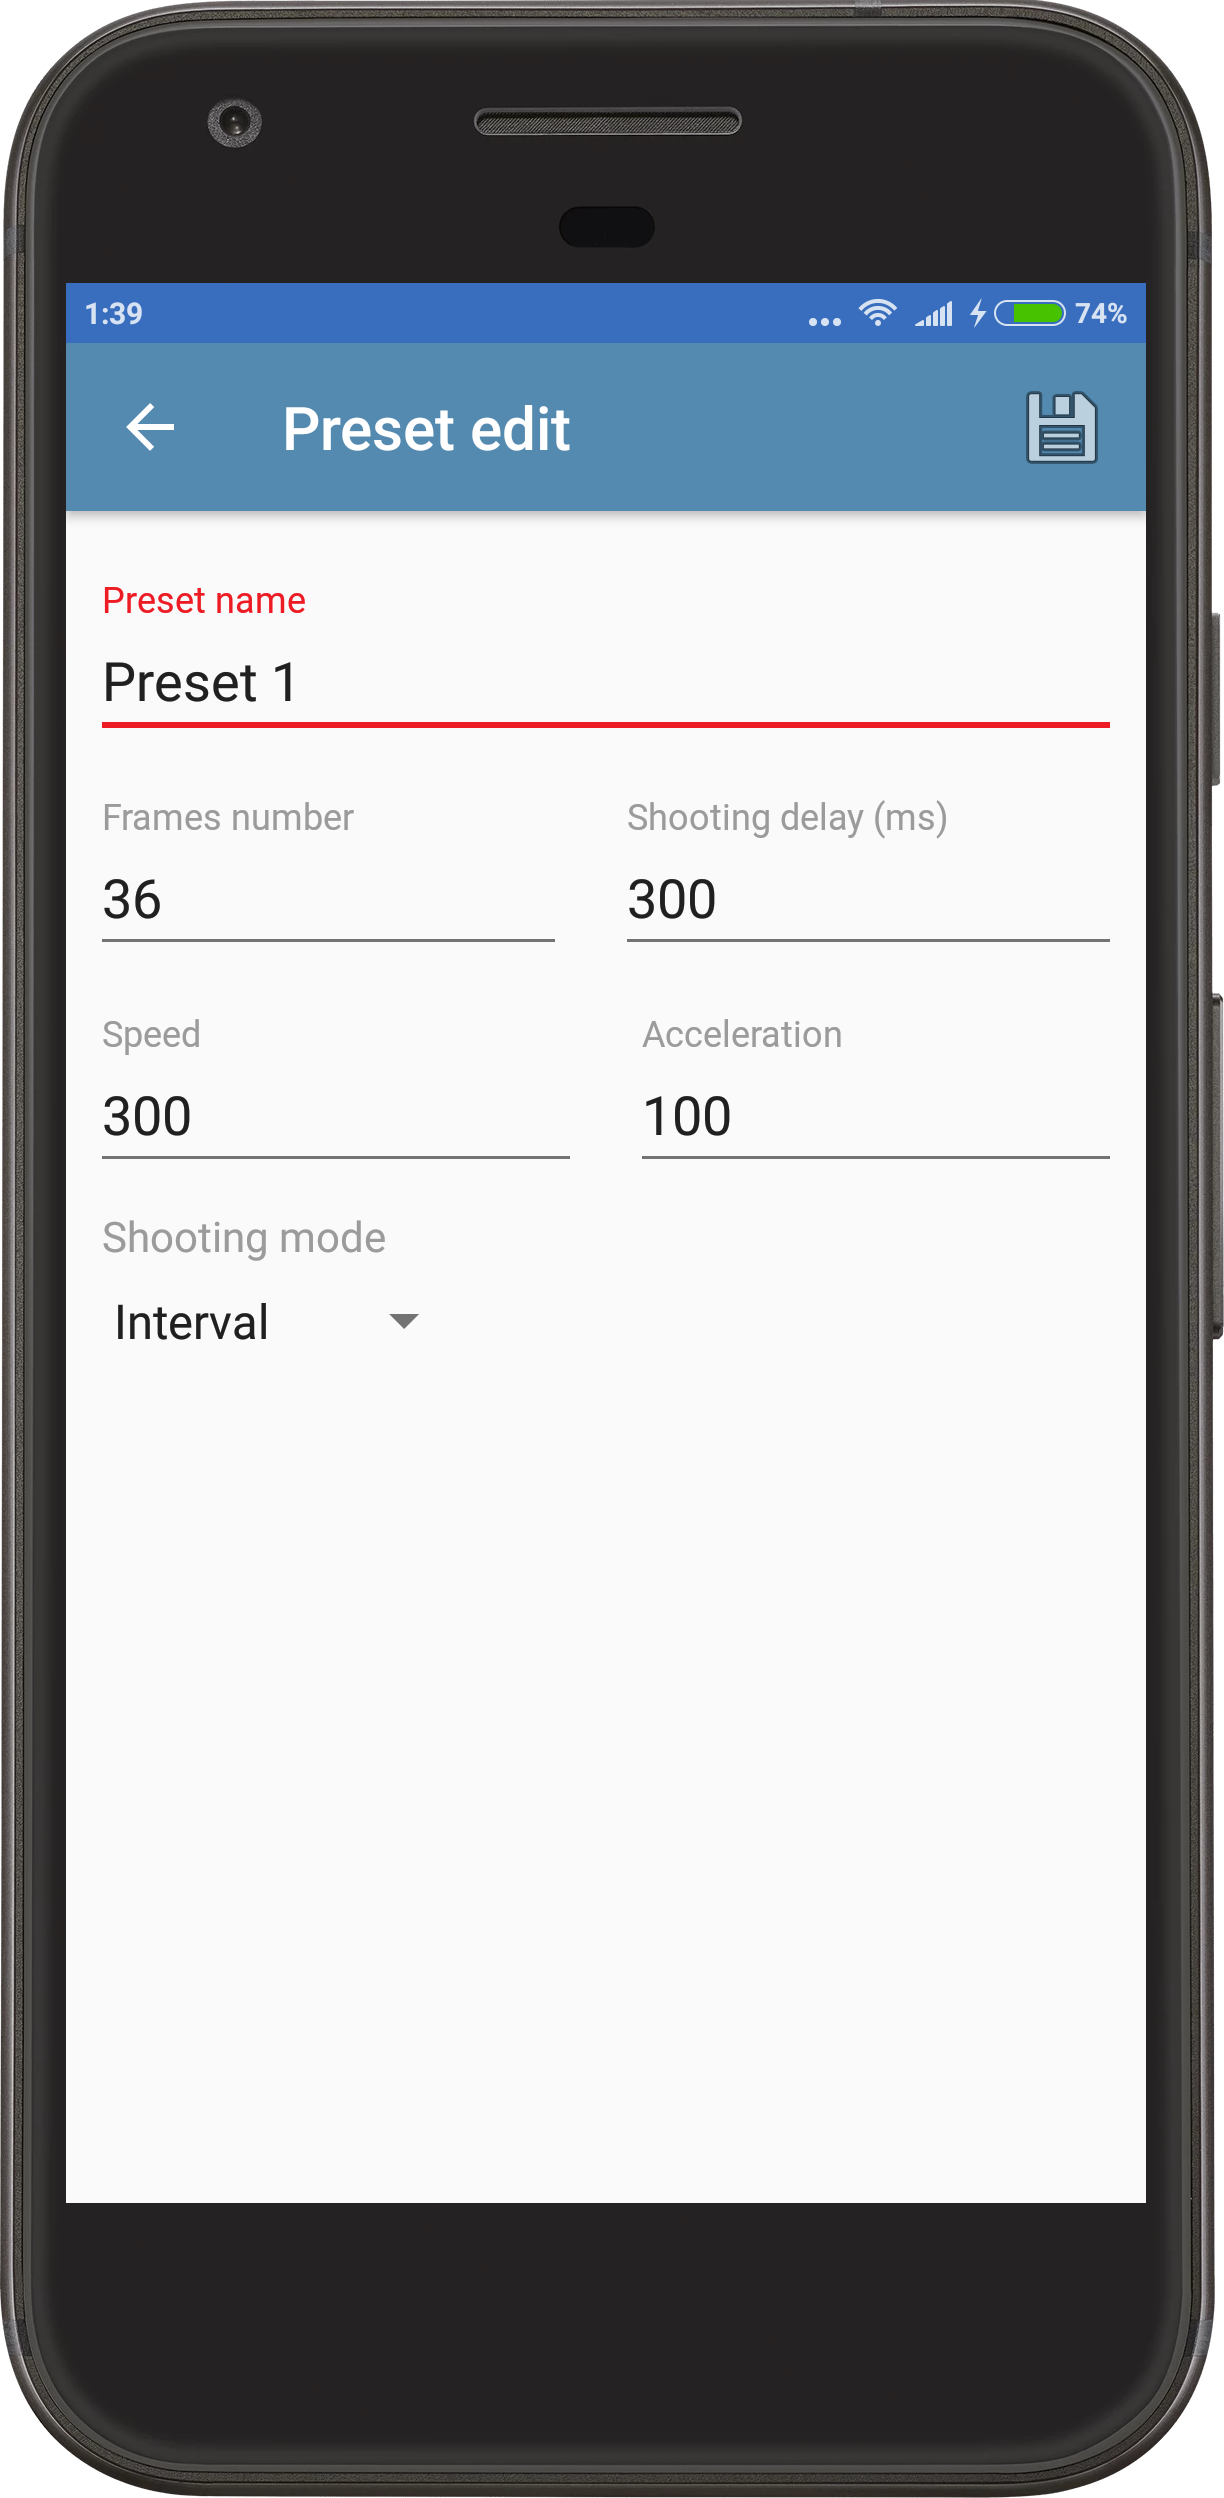 1:39 74%
Preset edit
Preset name
Preset 1
Frames number Shooting delay (ms)
36 300
Speed Acceleration
300 100
Shooting mode
Interval